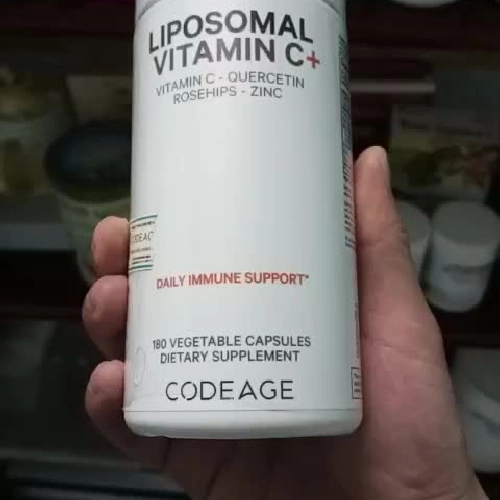 LIPOSOMAL
VITAMIN C+
VITAMIN C - QUERCETIN
ROSEHIPS - ZINC
DAILY IMMUNE SUPPORT*
180 VEGETABLE CAPSULES
DIETARY SUPPLEMENT
CODEAGE